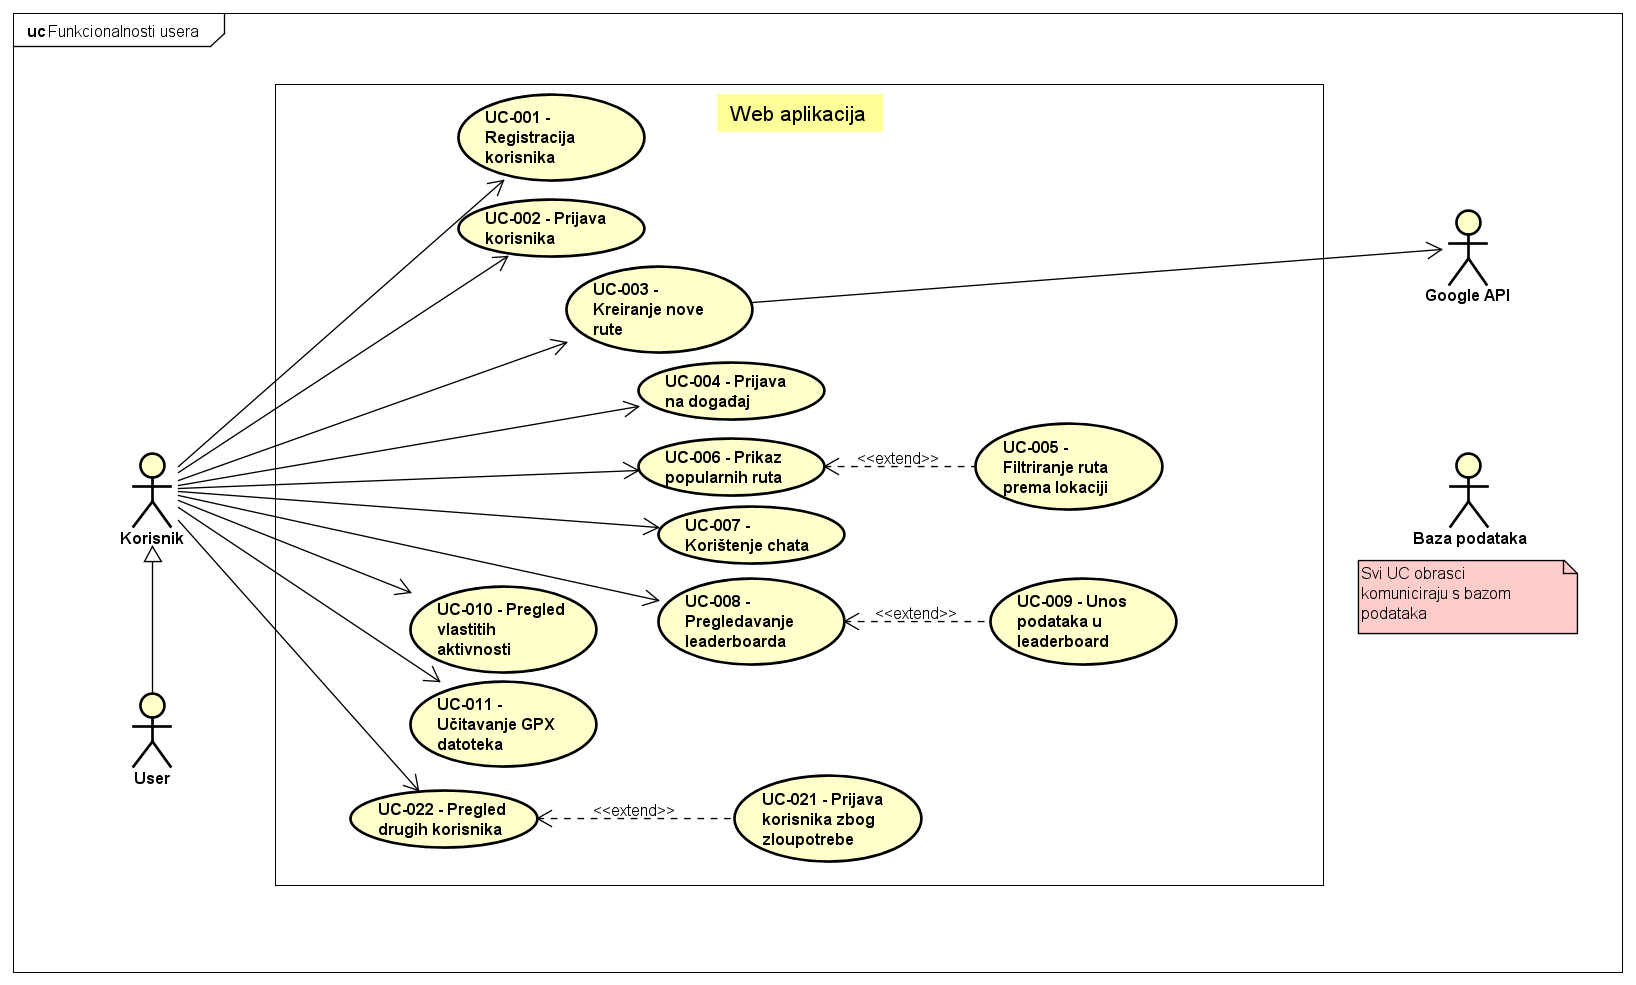 uc Funkcionalnosti usera
Web aplikacija
UC-001 -
Registracija
korisnika
UC-002 - Prijava
korisnika
UC-003 -
Kreiranje nove
rute
Google API
UC-004 - Prijava
na događaj
UC-006 - Prikaz
popularnih ruta
<<extend>>
UC-005 -
Filtriranje ruta
prema lokaciji
Korisnik
UC-007 -
Korištenje chata
Baza podataka
Svi UC obrasci
komuniciraju s bazom
podataka
UC-010 - Pregled
vlastitih
aktivnosti
UC-008 -
Pregledavanje
leaderboarda
<<extend>>
UC-009 - Unos
podataka u
leaderboard
UC-011 -
Učitavanje GPX
datoteka
User
UC-022 - Pregled
drugih korisnika
<<extend>>
UC-021 - Prijava
korisnika zbog
zloupotrebe